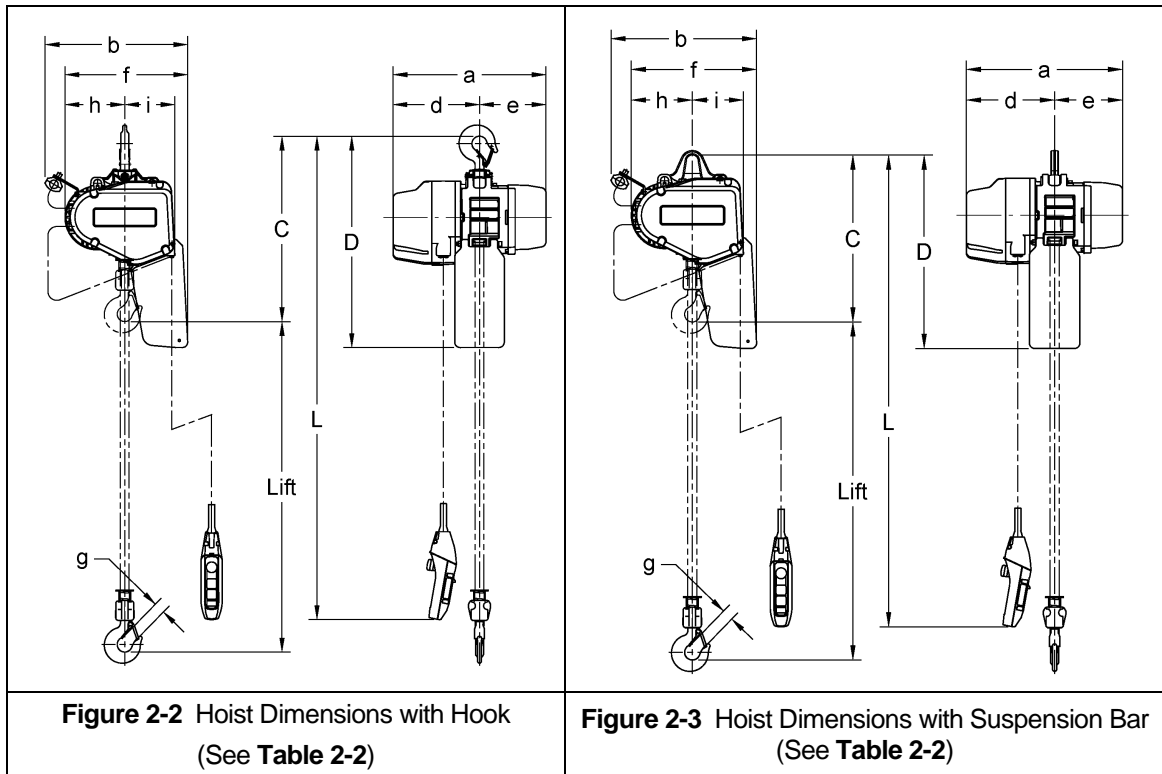 b
f
h
i
a
d
e
C
D
L
Lift
g
Figure 2-2 Hoist Dimensions with Hook
(See Table 2-2)
b
f
h
i
a
d
e
C
D
L
Lift
g
Figure 2-3 Hoist Dimensions with Suspension Bar
(See Table 2-2)